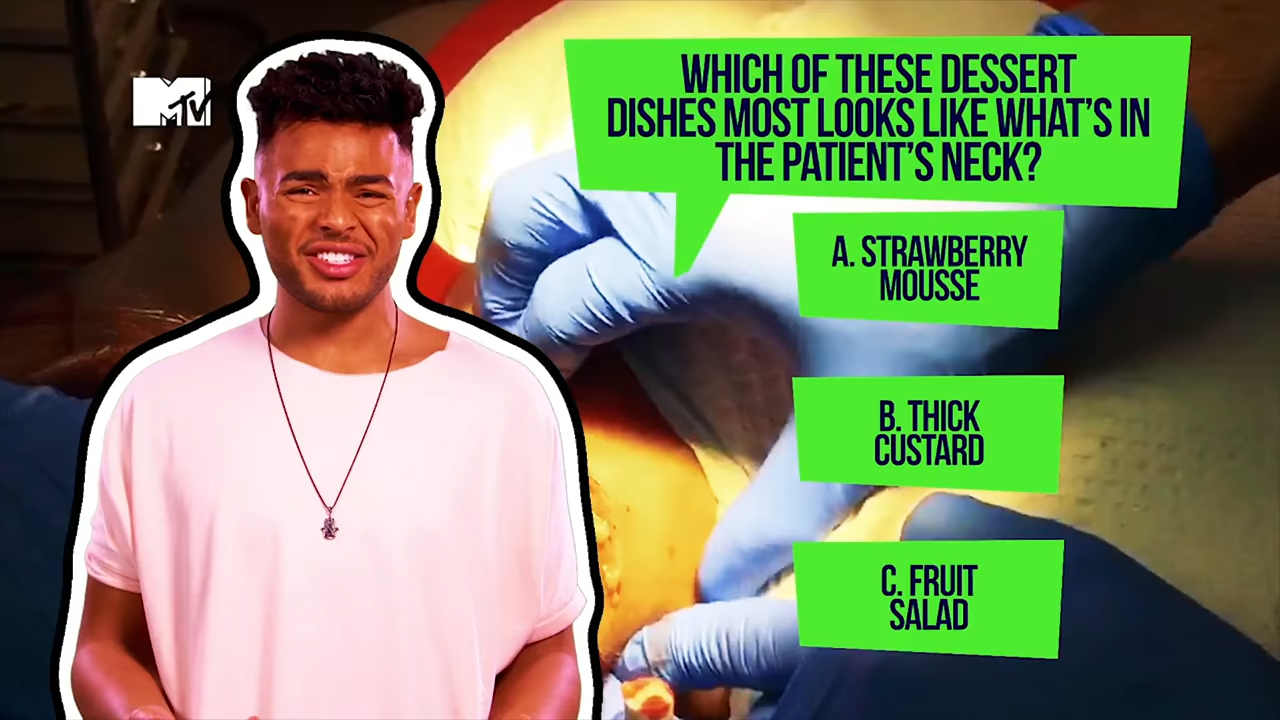 MTV
WHICH OF THESE DESSERT
DISHES MOST LOOKS LIKE WHAT'S IN
THE PATIENT'S NECK?
A. STRAWBERRY
MOUSSE
B. THICK
CUSTARD
C. FRUIT
SALAD